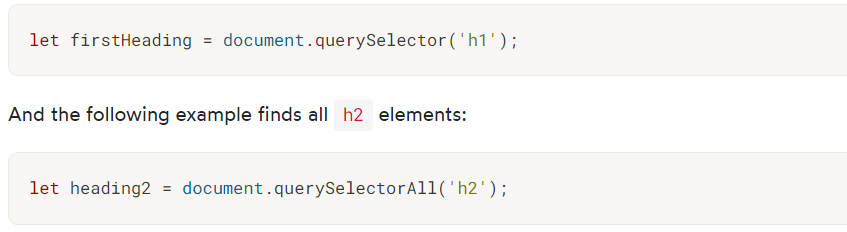 let firstHeading = document.querySelector('h1');
And the following example finds all h2 elements:
let heading2 = document.querySelectorAll('h2');